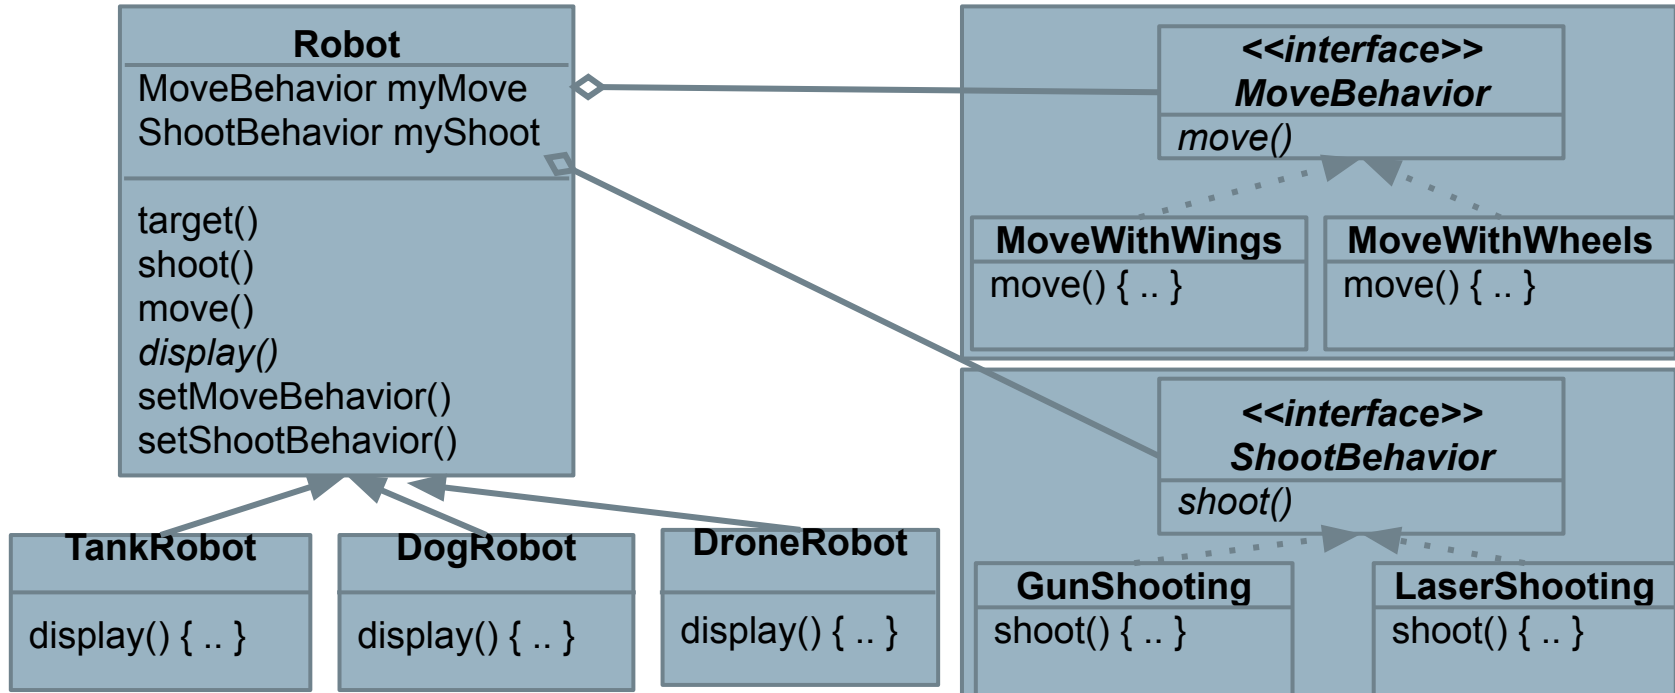 Robot
MoveBehavior myMove
ShootBehavior myShoot
target()
shoot()
move()
display()
setMoveBehavior()
setShootBehavior()
TankRobot
display() { .. }
DogRobot
display() { .. }
DroneRobot
display() { .. }
<<interface>>
MoveBehavior
move()
MoveWithWings
move() { .. }
MoveWithWheels
move() { .. }
<<interface>>
ShootBehavior
shoot()
GunShooting
shoot() { .. }
LaserShooting
shoot() { .. }